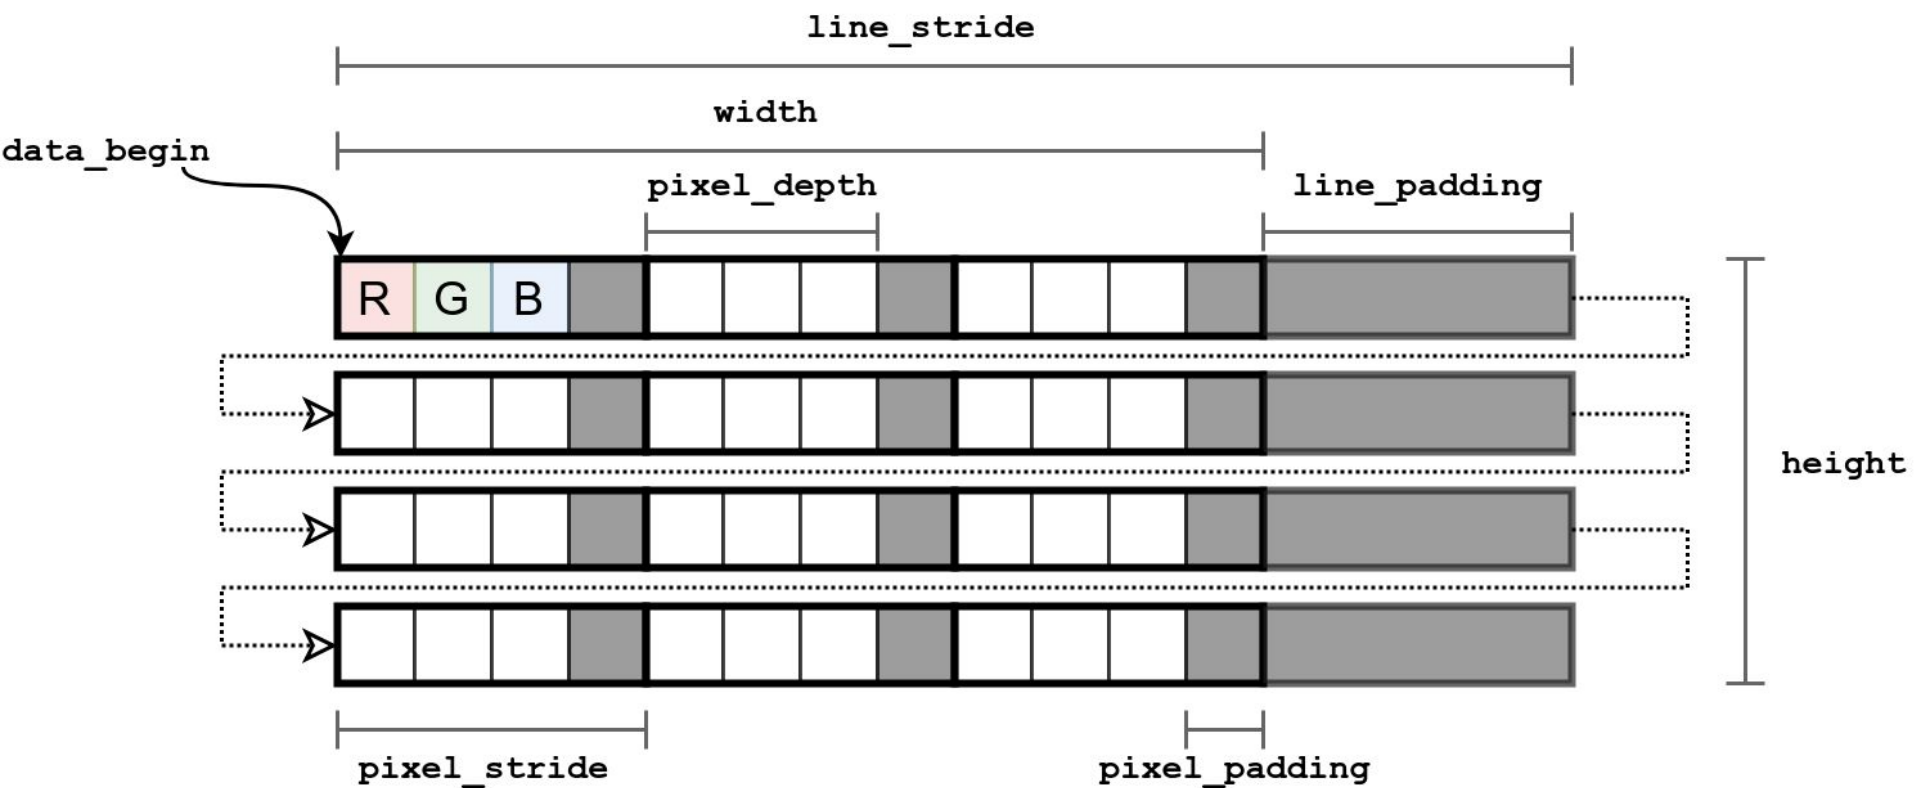 line_stride
width
data_begin
pixel_depth
line_padding
R G B
height
pixel_stride
pixel_padding